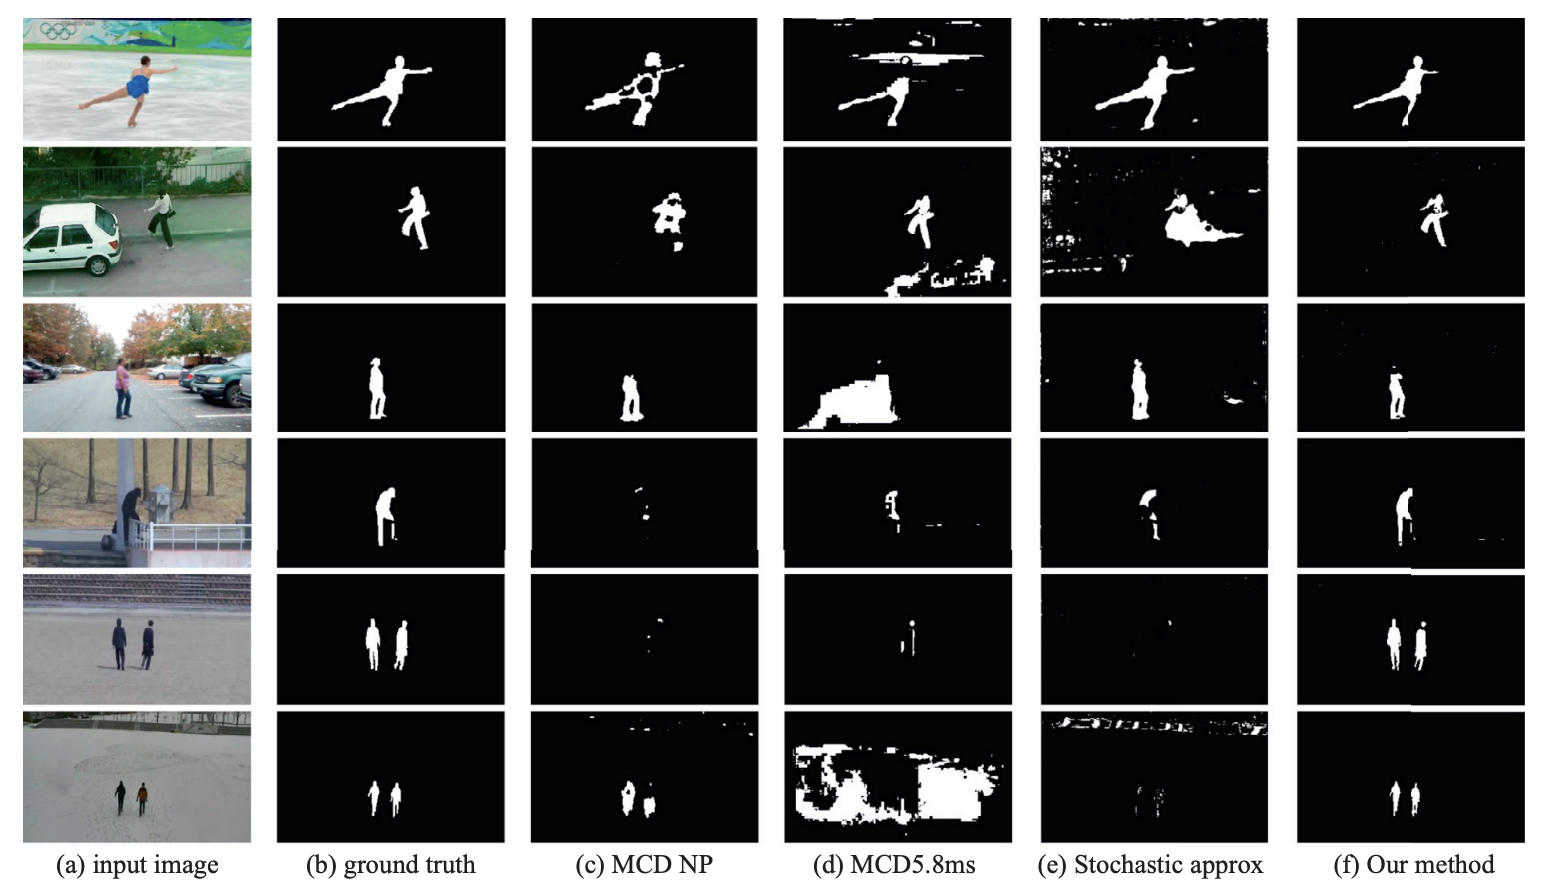 (a) input image
(b) ground truth
(c) MCD NP
(d) MCD5.8ms
(e) Stochastic approx
(f) Our method